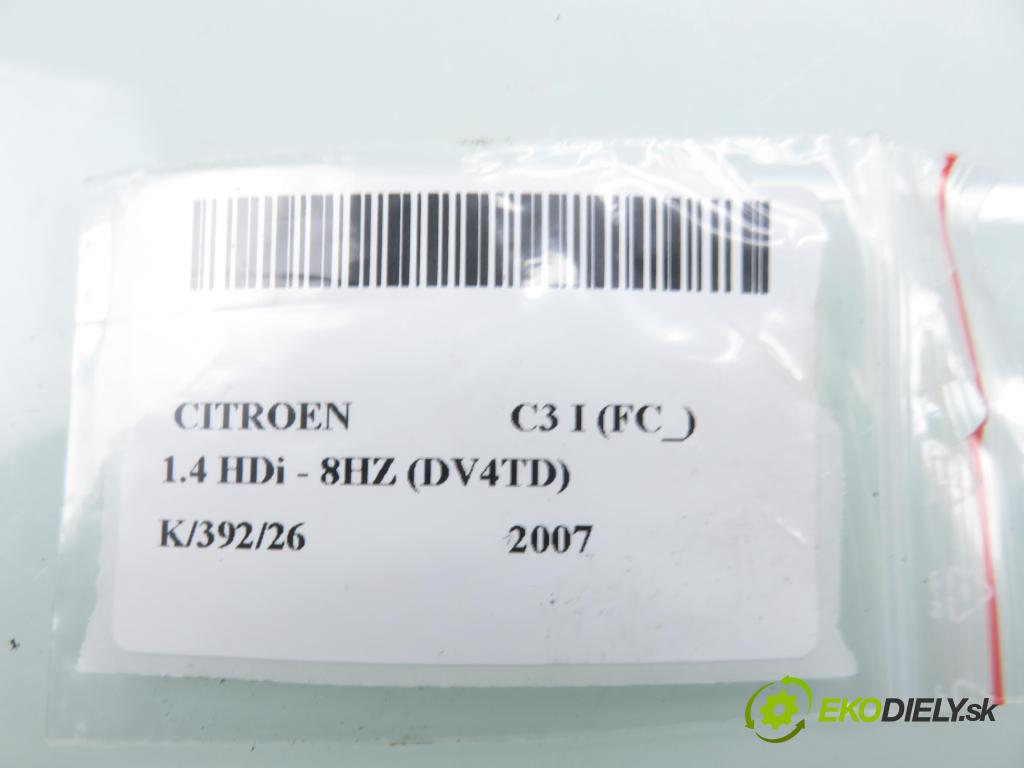 CITROEN C3 I (FC_)
1.4 HDi - 8HZ (DV4TD)
K/392/26 2007
EKODIELY.sk